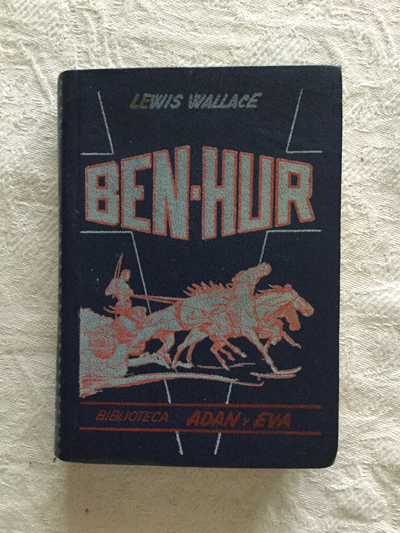 LEWIS WALLACE
BEN-HUR
BIBLIOTECA ADAN y EVA